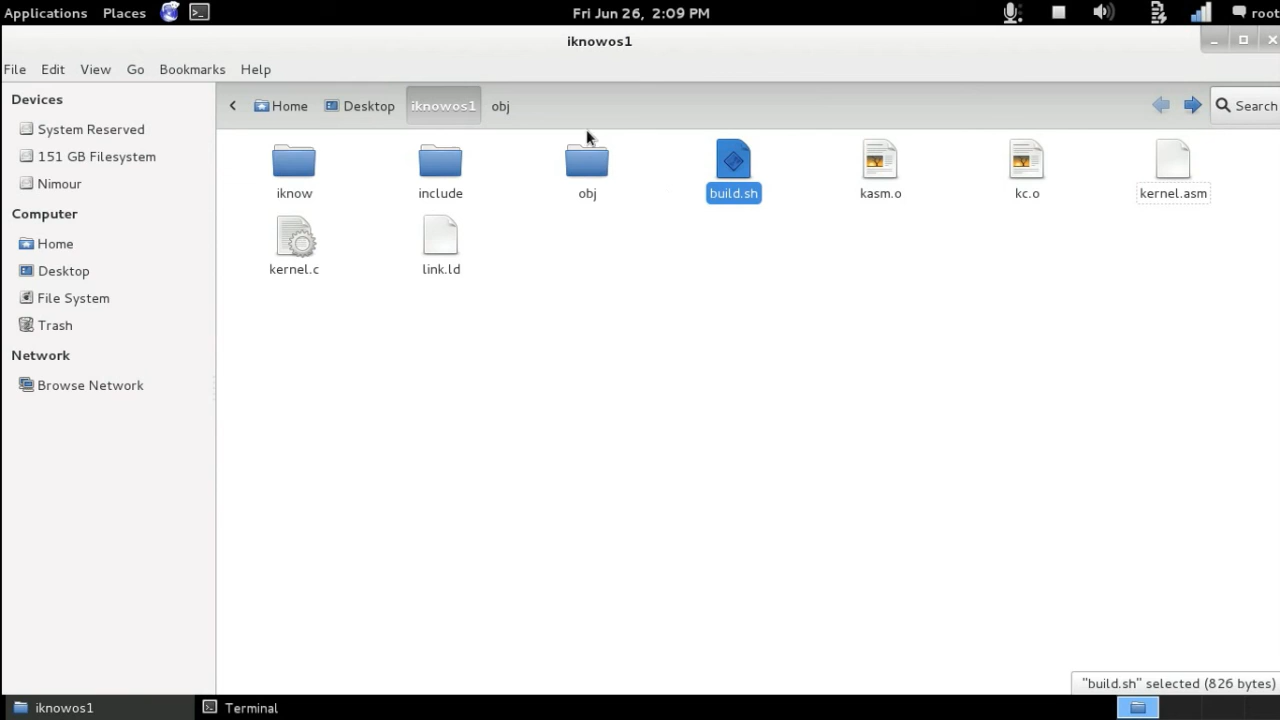 Applications Places Fri Jun 26, 2:09 PM root
iknowos1
File Edit View Go Bookmarks Help
Devices
System Reserved
151 GB Filesystem
Nimour
Computer
Home
Desktop
File System
Trash
Network
Browse Network
Home Desktop iknowos1 obj Search
iknow include obj build.sh kasm.o kc.o kernel.asm
kernel.c link.ld
"build.sh" selected (826 bytes)
iknowos1 Terminal